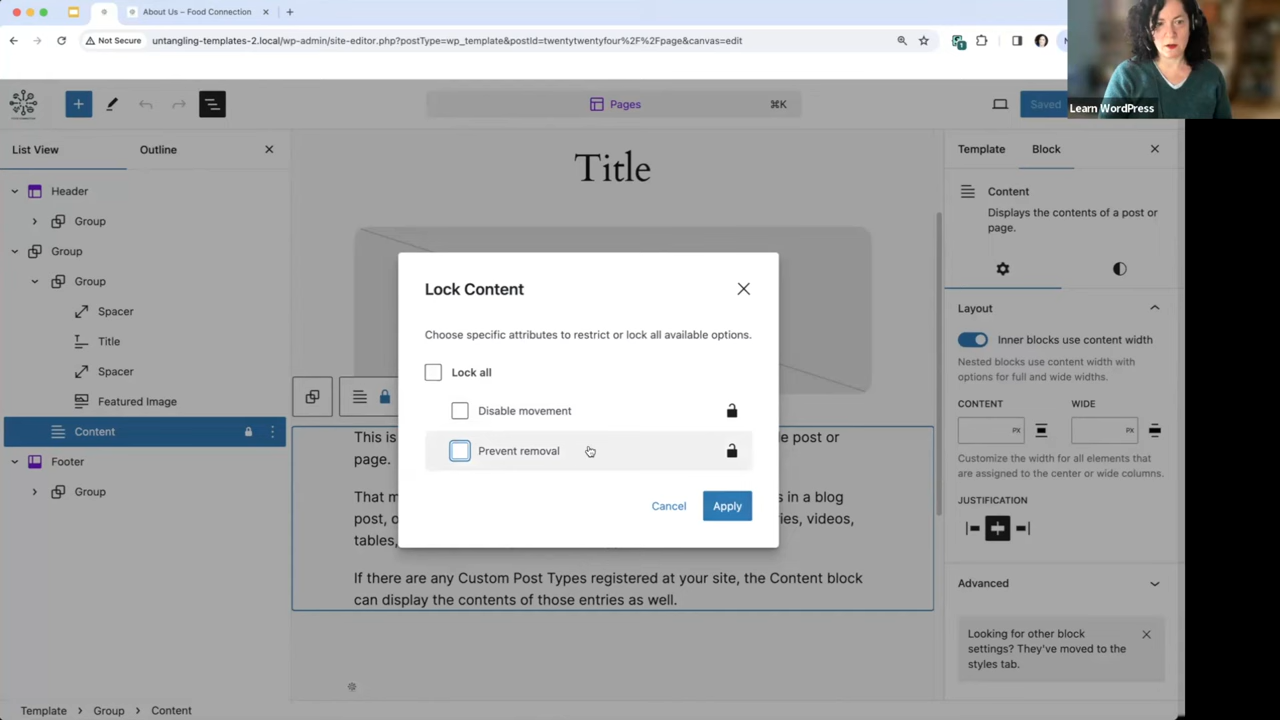 About Us – Food Connection
Not Secure
untangling-templates-2.local/wp-admin/site-editor.php?postType=wp_template&postId=twentytwentyfour%2F%2Fpage&canvas=edit
1
Learn WordPress
Pages
⌘K
Saved
List View
Outline
Header
Group
Group
Group
Spacer
Title
Spacer
Featured Image
Content
Footer
Group
Title
This is
e post or
page.
That m
s in a blog
post, o
ries, videos,
tables,
If there are any Custom Post Types registered at your site, the Content block
can display the contents of those entries as well.
Lock Content
Choose specific attributes to restrict or lock all available options.
Lock all
Disable movement
Prevent removal
Cancel
Apply
Template
Block
Content
Displays the contents of a post or
page.
Layout
Inner blocks use content width
Nested blocks use content width with
options for full and wide widths.
CONTENT
WIDE
PX
PX
Customize the width for all elements that
are assigned to the center or wide columns.
JUSTIFICATION
Advanced
Looking for other block
settings? They've moved to the
styles tab.
Template > Group > Content